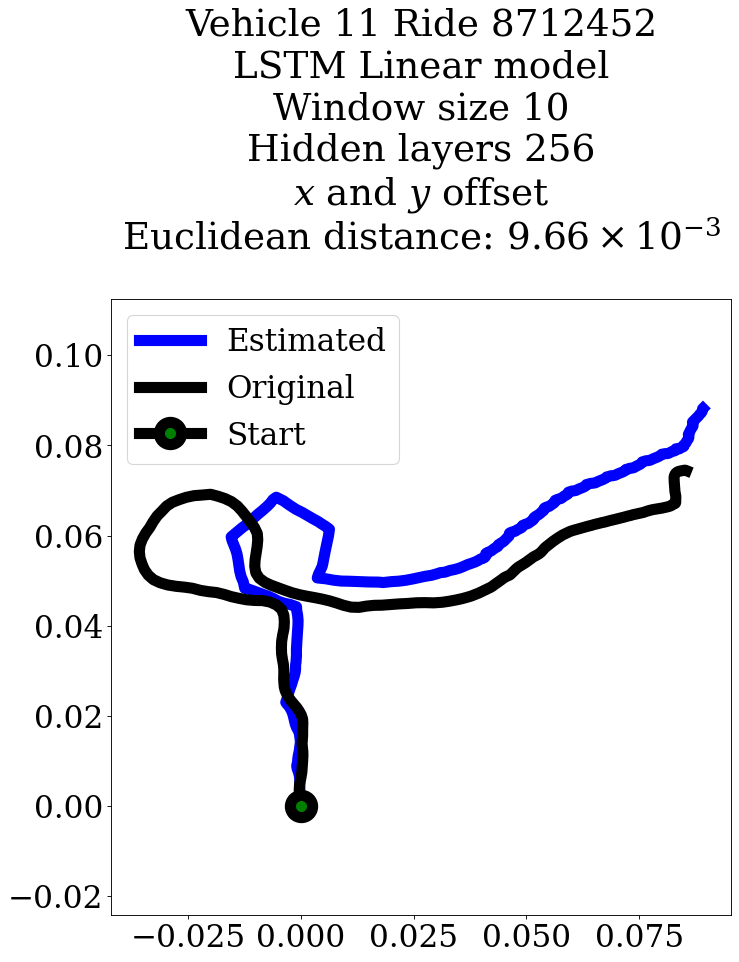 Vehicle 11 Ride 8712452
LSTM Linear model
Window size 10
Hidden layers 256
x and y offset
Euclidean distance: 9.66 × 10⁻³
Estimated
Original
Start
0.10
0.08
0.06
0.04
0.02
0.00
−0.02
−0.025 0.000 0.025 0.050 0.075